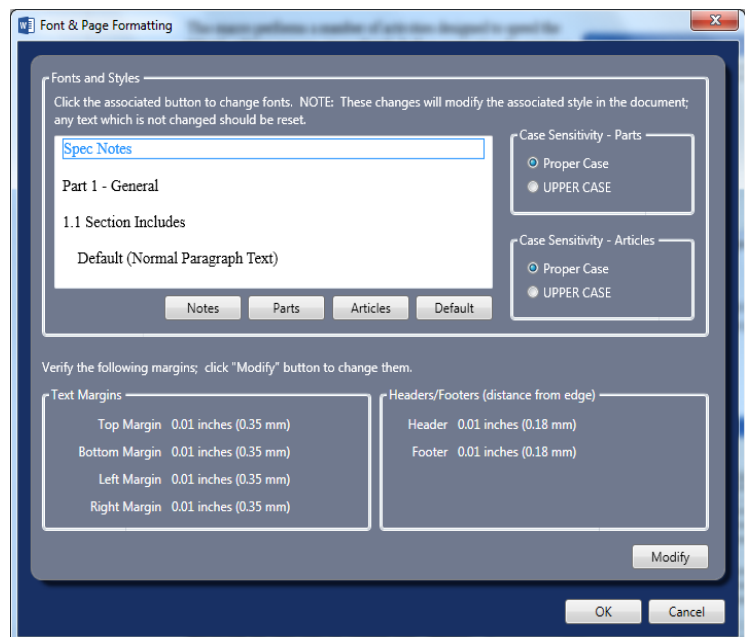 Font & Page Formatting
Fonts and Styles
Click the associated button to change fonts. NOTE: These changes will modify the associated style in the document;
any text which is not changed should be reset.
Spec Notes
Part 1 - General
1.1 Section Includes
Default (Normal Paragraph Text)
Notes
Parts
Articles
Default
Case Sensitivity - Parts
Proper Case
UPPER CASE
Case Sensitivity - Articles
Proper Case
UPPER CASE
Verify the following margins; click "Modify" button to change them.
Text Margins
Top Margin 0.01 inches (0.35 mm)
Bottom Margin 0.01 inches (0.35 mm)
Left Margin 0.01 inches (0.35 mm)
Right Margin 0.01 inches (0.35 mm)
Headers/Footers (distance from edge)
Header 0.01 inches (0.18 mm)
Footer 0.01 inches (0.18 mm)
Modify
OK
Cancel